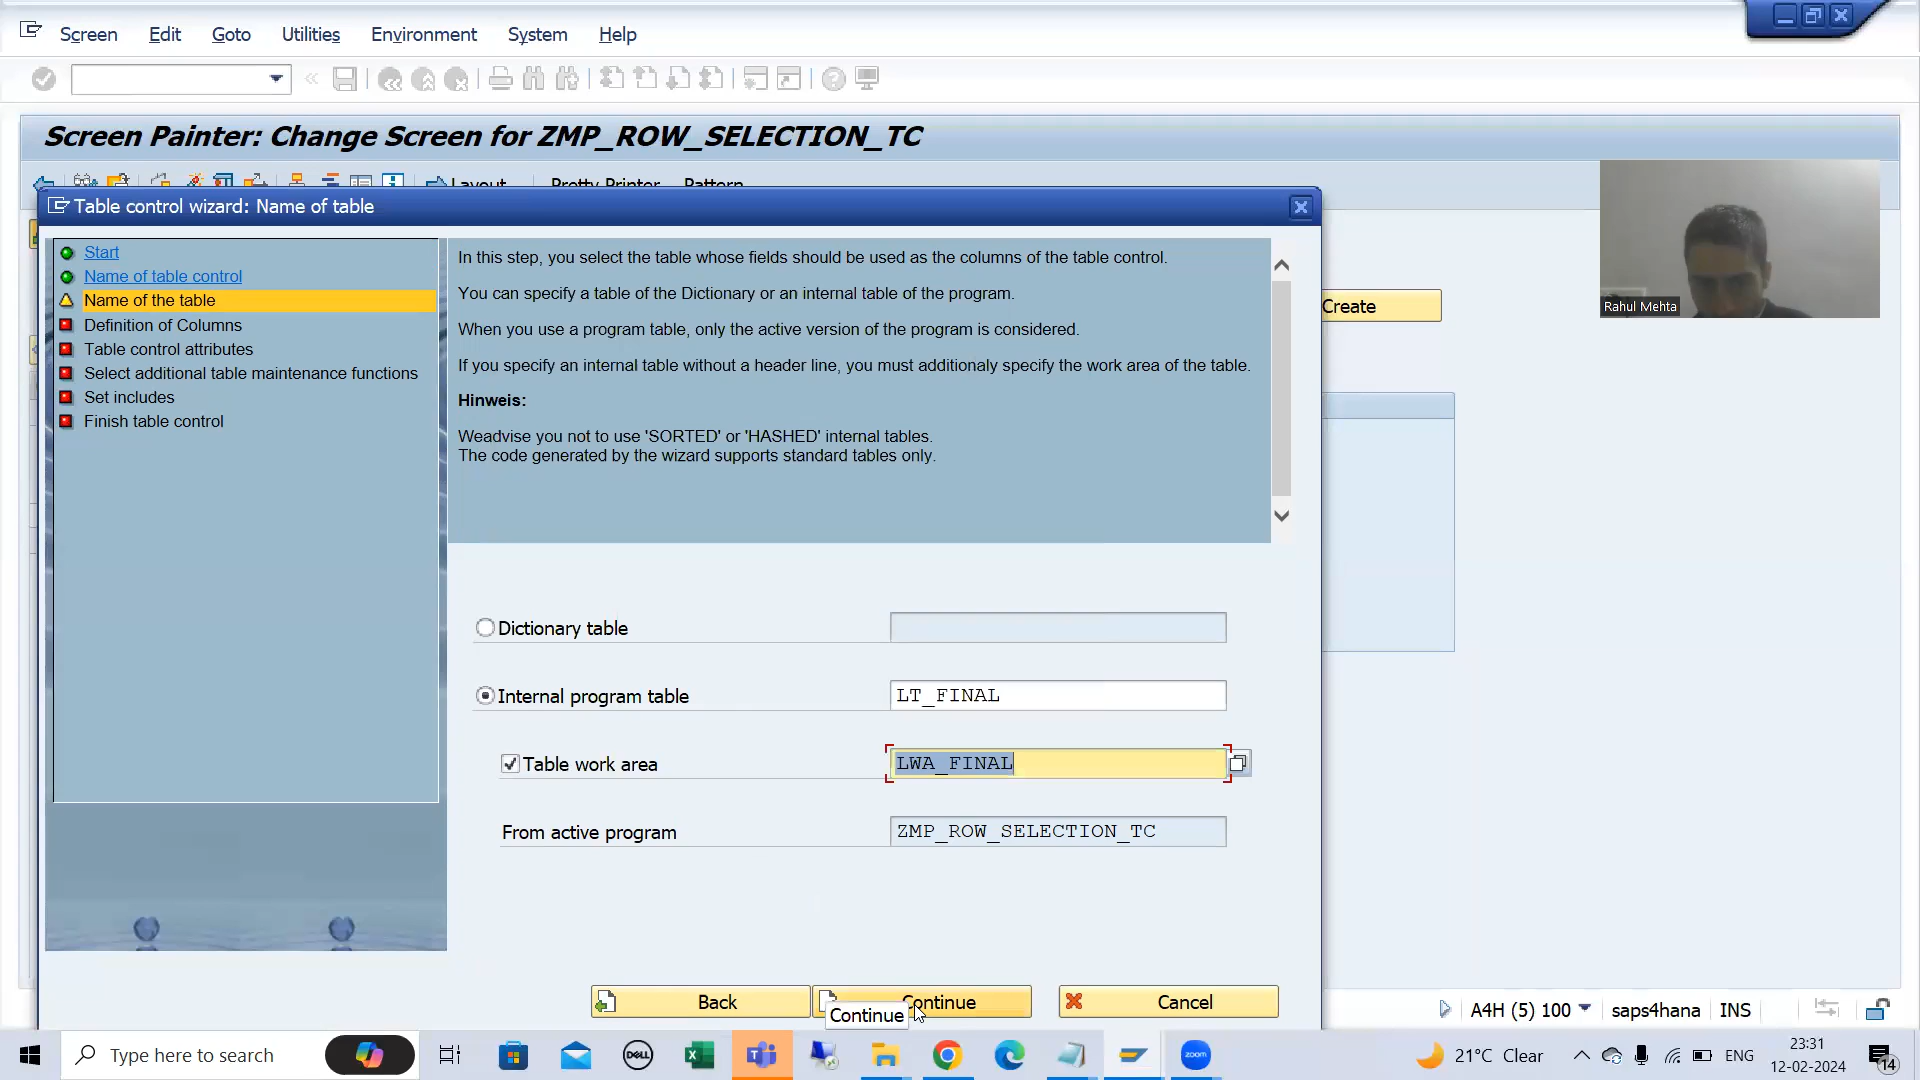 Screen Edit Goto Utilities Environment System Help
Screen Painter: Change Screen for ZMP_ROW_SELECTION_TC
Layout Pretty Printer Pattern
Table control wizard: Name of table
Start
Name of table control
Name of the table
Definition of Columns
Table control attributes
Select additional table maintenance functions
Set includes
Finish table control
In this step, you select the table whose fields should be used as the columns of the table control.
You can specify a table of the Dictionary or an internal table of the program.
When you use a program table, only the active version of the program is considered.
If you specify an internal table without a header line, you must additionaly specify the work area of the table.
Hinweis:
Weadvise you not to use 'SORTED' or 'HASHED' internal tables.
The code generated by the wizard supports standard tables only.
Create
Rahul Mehta
Dictionary table
Internal program table LT_FINAL
Table work area LWA_FINAL
From active program ZMP_ROW_SELECTION_TC
Back Continue Cancel
Continue
A4H (5) 100 saps4hana INS
Type here to search
DELL
zoom
21°C Clear
ENG
23:31
12-02-2024
14